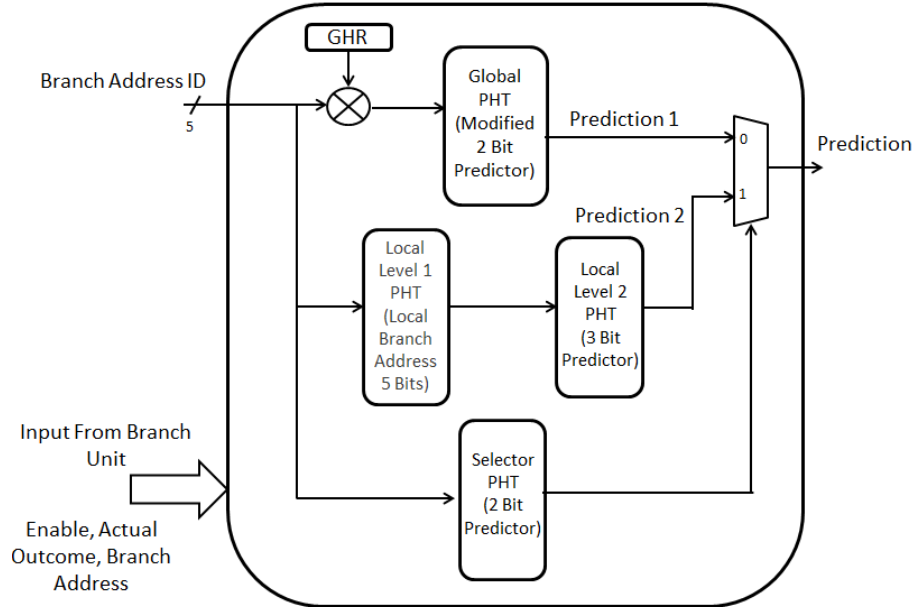 GHR
Branch Address ID
5
Global
PHT
(Modified
2 Bit
Predictor)
Prediction 1
0
1
Prediction
Prediction 2
Local
Level 1
PHT
(Local
Branch
Address
5 Bits)
Local
Level 2
PHT
(3 Bit
Predictor)
Input From Branch
Unit
Enable, Actual
Outcome, Branch
Address
Selector
PHT
(2 Bit
Predictor)